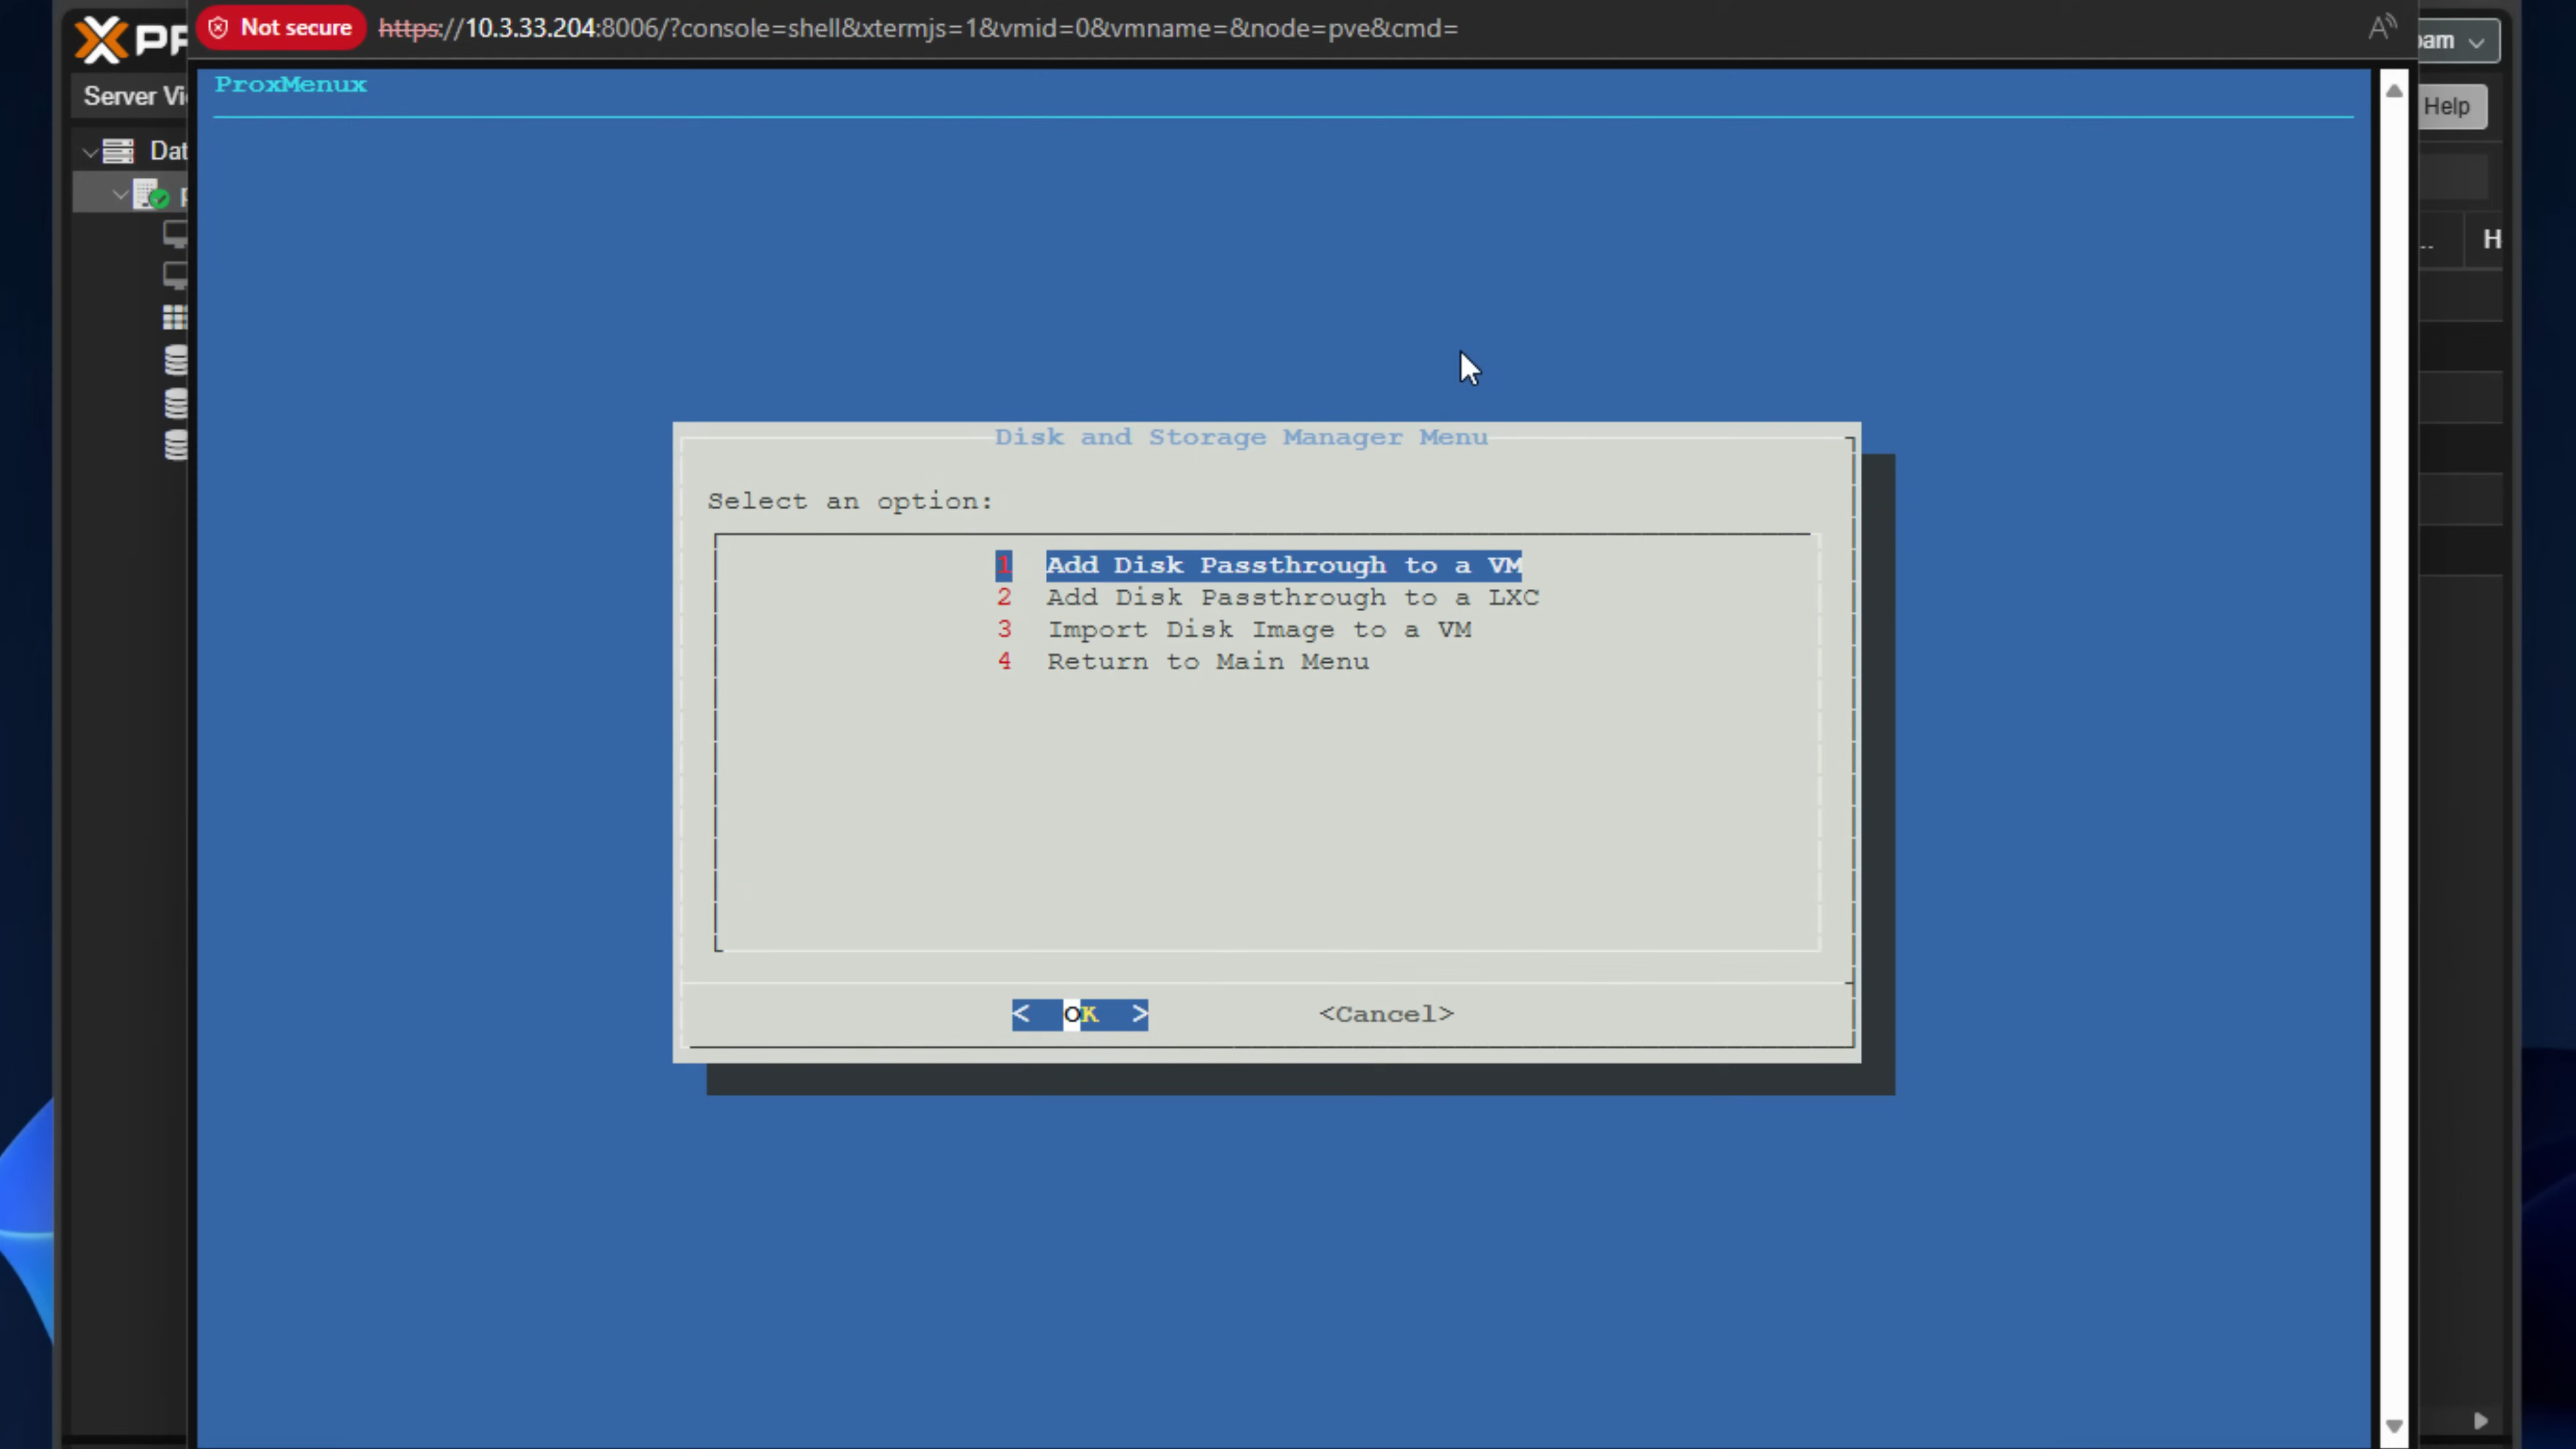 Not secure
https://10.3.33.204:8006/?console=shell&xtermjs=1&vmid=0&vmname=&node=pve&cmd=
Server
Help
H
ProxMenux
Disk and Storage Manager Menu
Select an option:
1 Add Disk Passthrough to a VM
2 Add Disk Passthrough to a LXC
3 Import Disk Image to a VM
4 Return to Main Menu
< OK > <Cancel>